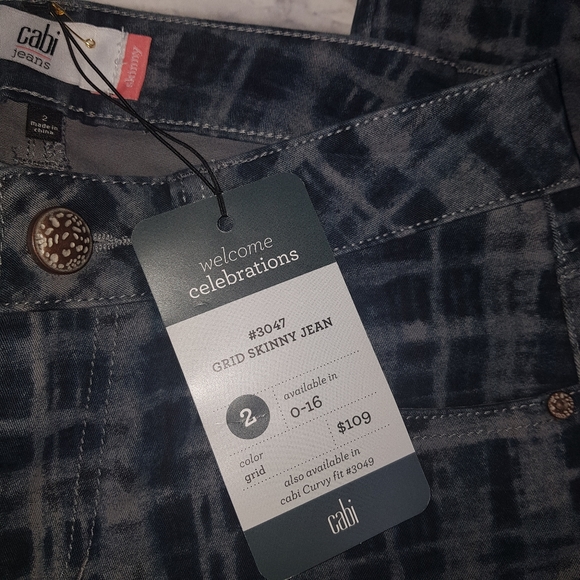 cabi
jeans
skinny
2
made in
china
welcome
celebrations
#3047
GRID SKINNY JEAN
2
available in
0-16
color
grid
$109
also available in
cabi Curvy fit #3049
cabi